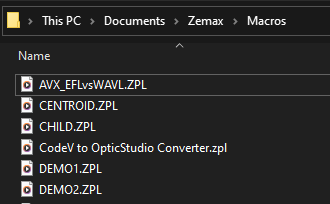 This PC > Documents > Zemax > Macros
Name
AVX_EFLvsWAVL.ZPL
CENTROID.ZPL
CHILD.ZPL
CodeV to OpticStudio Converter.zpl
DEMO1.ZPL
DEMO2.ZPL